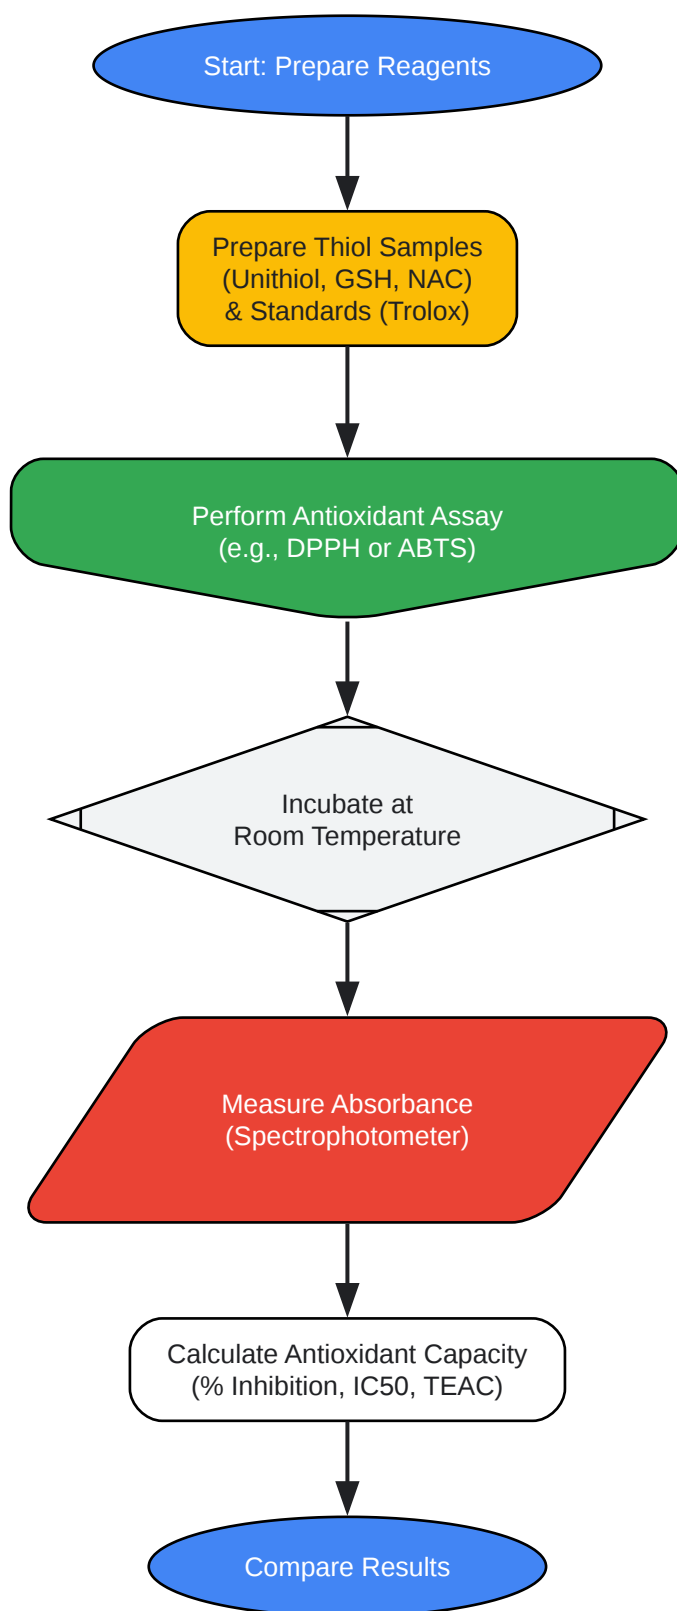 Start: Prepare Reagents
Prepare Thiol Samples
(Unithiol, GSH, NAC)
& Standards (Trolox)
Perform Antioxidant Assay
(e.g., DPPH or ABTS)
Incubate at
Room Temperature
Measure Absorbance
(Spectrophotometer)
Calculate Antioxidant Capacity
(% Inhibition, IC50, TEAC)
Compare Results